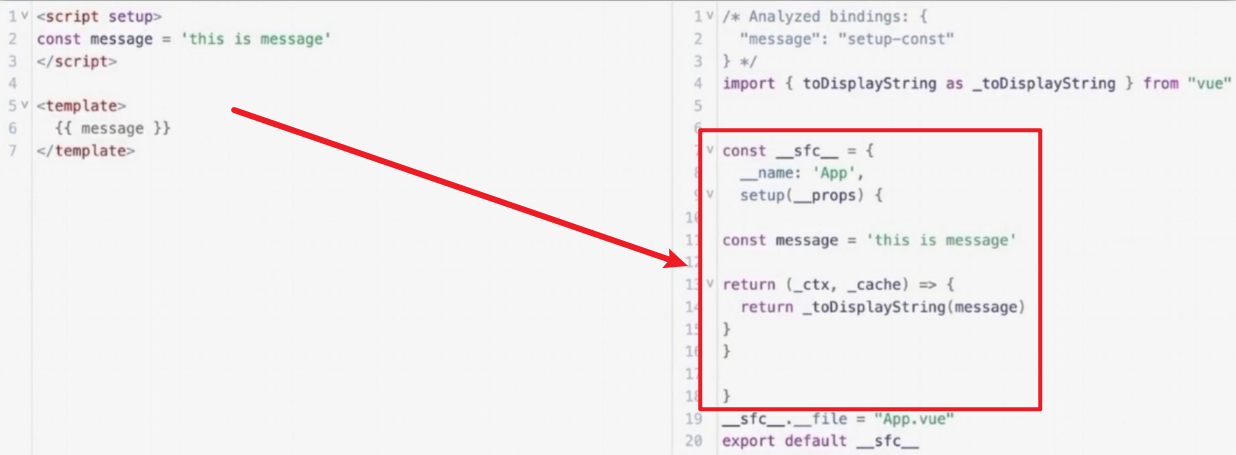 1 <script setup>
2 const message = 'this is message'
3 </script>
4
5 <template>
6 {{ message }}
7 </template>
1 /* Analyzed bindings: {
2 "message": "setup-const"
3 } */
4 import { toDisplayString as _toDisplayString } from "vue"
5
6
7 const __sfc__ = {
8 __name: 'App',
9 setup(__props) {
10
11 const message = 'this is message'
12
13 return (_ctx, _cache) => {
14 return _toDisplayString(message)
15 }
16 }
17
18 }
19 __sfc__.__file = "App.vue"
20 export default __sfc__